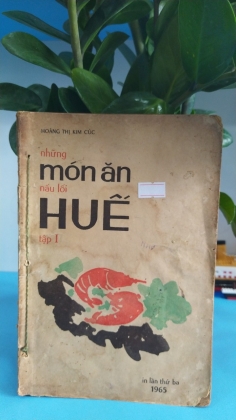 HOÀNG THỊ KIM CÚC
những
món ăn
nấu lối
HUẾ
tập I
in lần thứ ba
1965